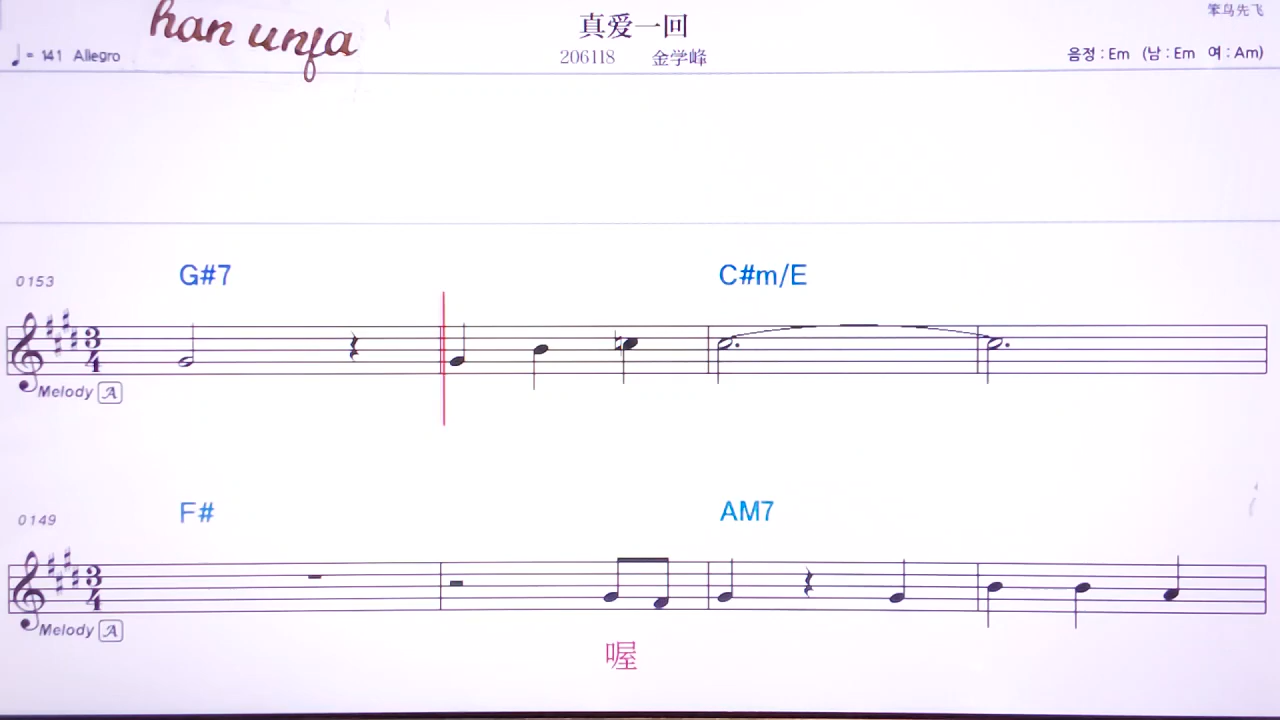 han unfa
真爱一回
笨鸟先飞
♩= 141 Allegro
206118 金学峰
음정 : Em (남 : Em 여 : Am)
0153
G#7 C#m/E
3/4
Melody A
0149
F# AM7
3/4
Melody A
喔